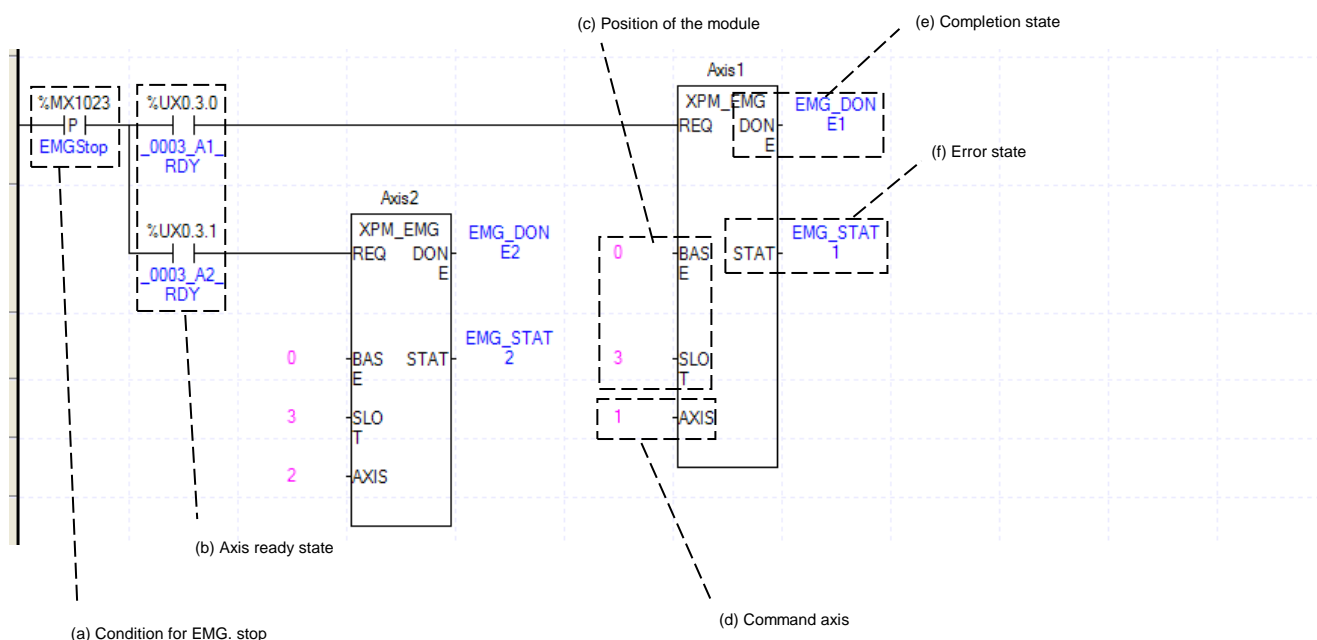 (c) Position of the module
(e) Completion state
Axis1
%MX1023
%UX0.3.0
XPM_EMG
EMG_DON
P
REQ
DON
E1
E
EMGStop
_0003_A1_
RDY
(f) Error state
Axis2
%UX0.3.1
XPM_EMG
EMG_DON
0
EMG_STAT
REQ
DON
E2
BAS
STAT
1
E
E
_0003_A2_
RDY
EMG_STAT
0
BAS
STAT
2
3
SLO
E
T
3
SLO
1
AXIS
T
2
AXIS
(b) Axis ready state
(d) Command axis
(a) Condition for EMG. stop